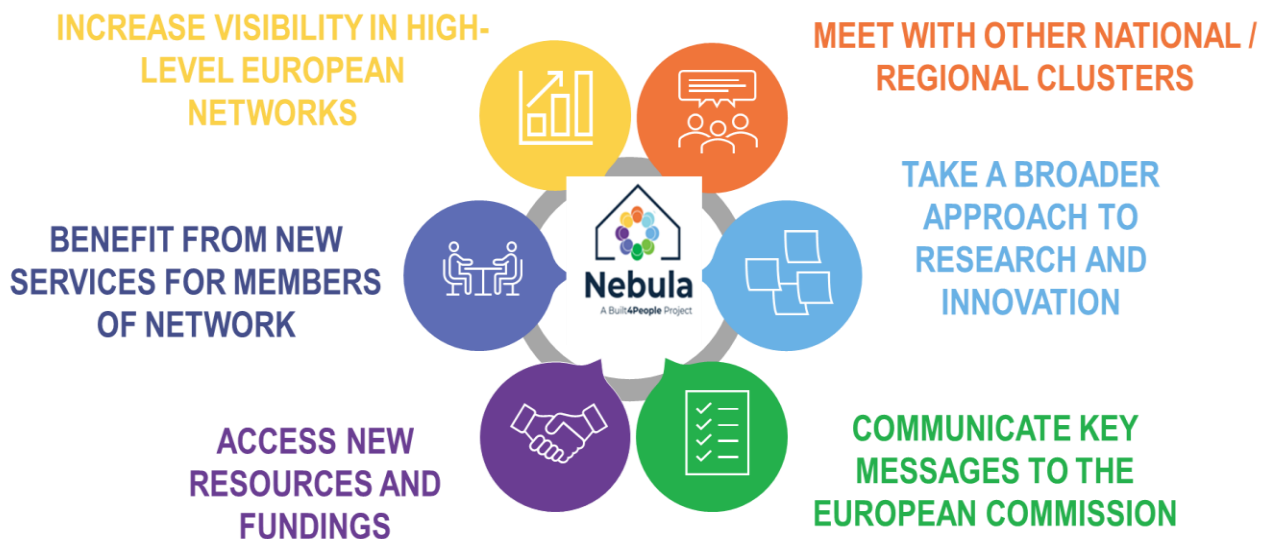 INCREASE VISIBILITY IN HIGH-
LEVEL EUROPEAN
NETWORKS
MEET WITH OTHER NATIONAL /
REGIONAL CLUSTERS
BENEFIT FROM NEW
SERVICES FOR MEMBERS
OF NETWORK
Nebula
A Built4People Project
TAKE A BROADER
APPROACH TO
RESEARCH AND
INNOVATION
ACCESS NEW
RESOURCES AND
FUNDINGS
COMMUNICATE KEY
MESSAGES TO THE
EUROPEAN COMMISSION